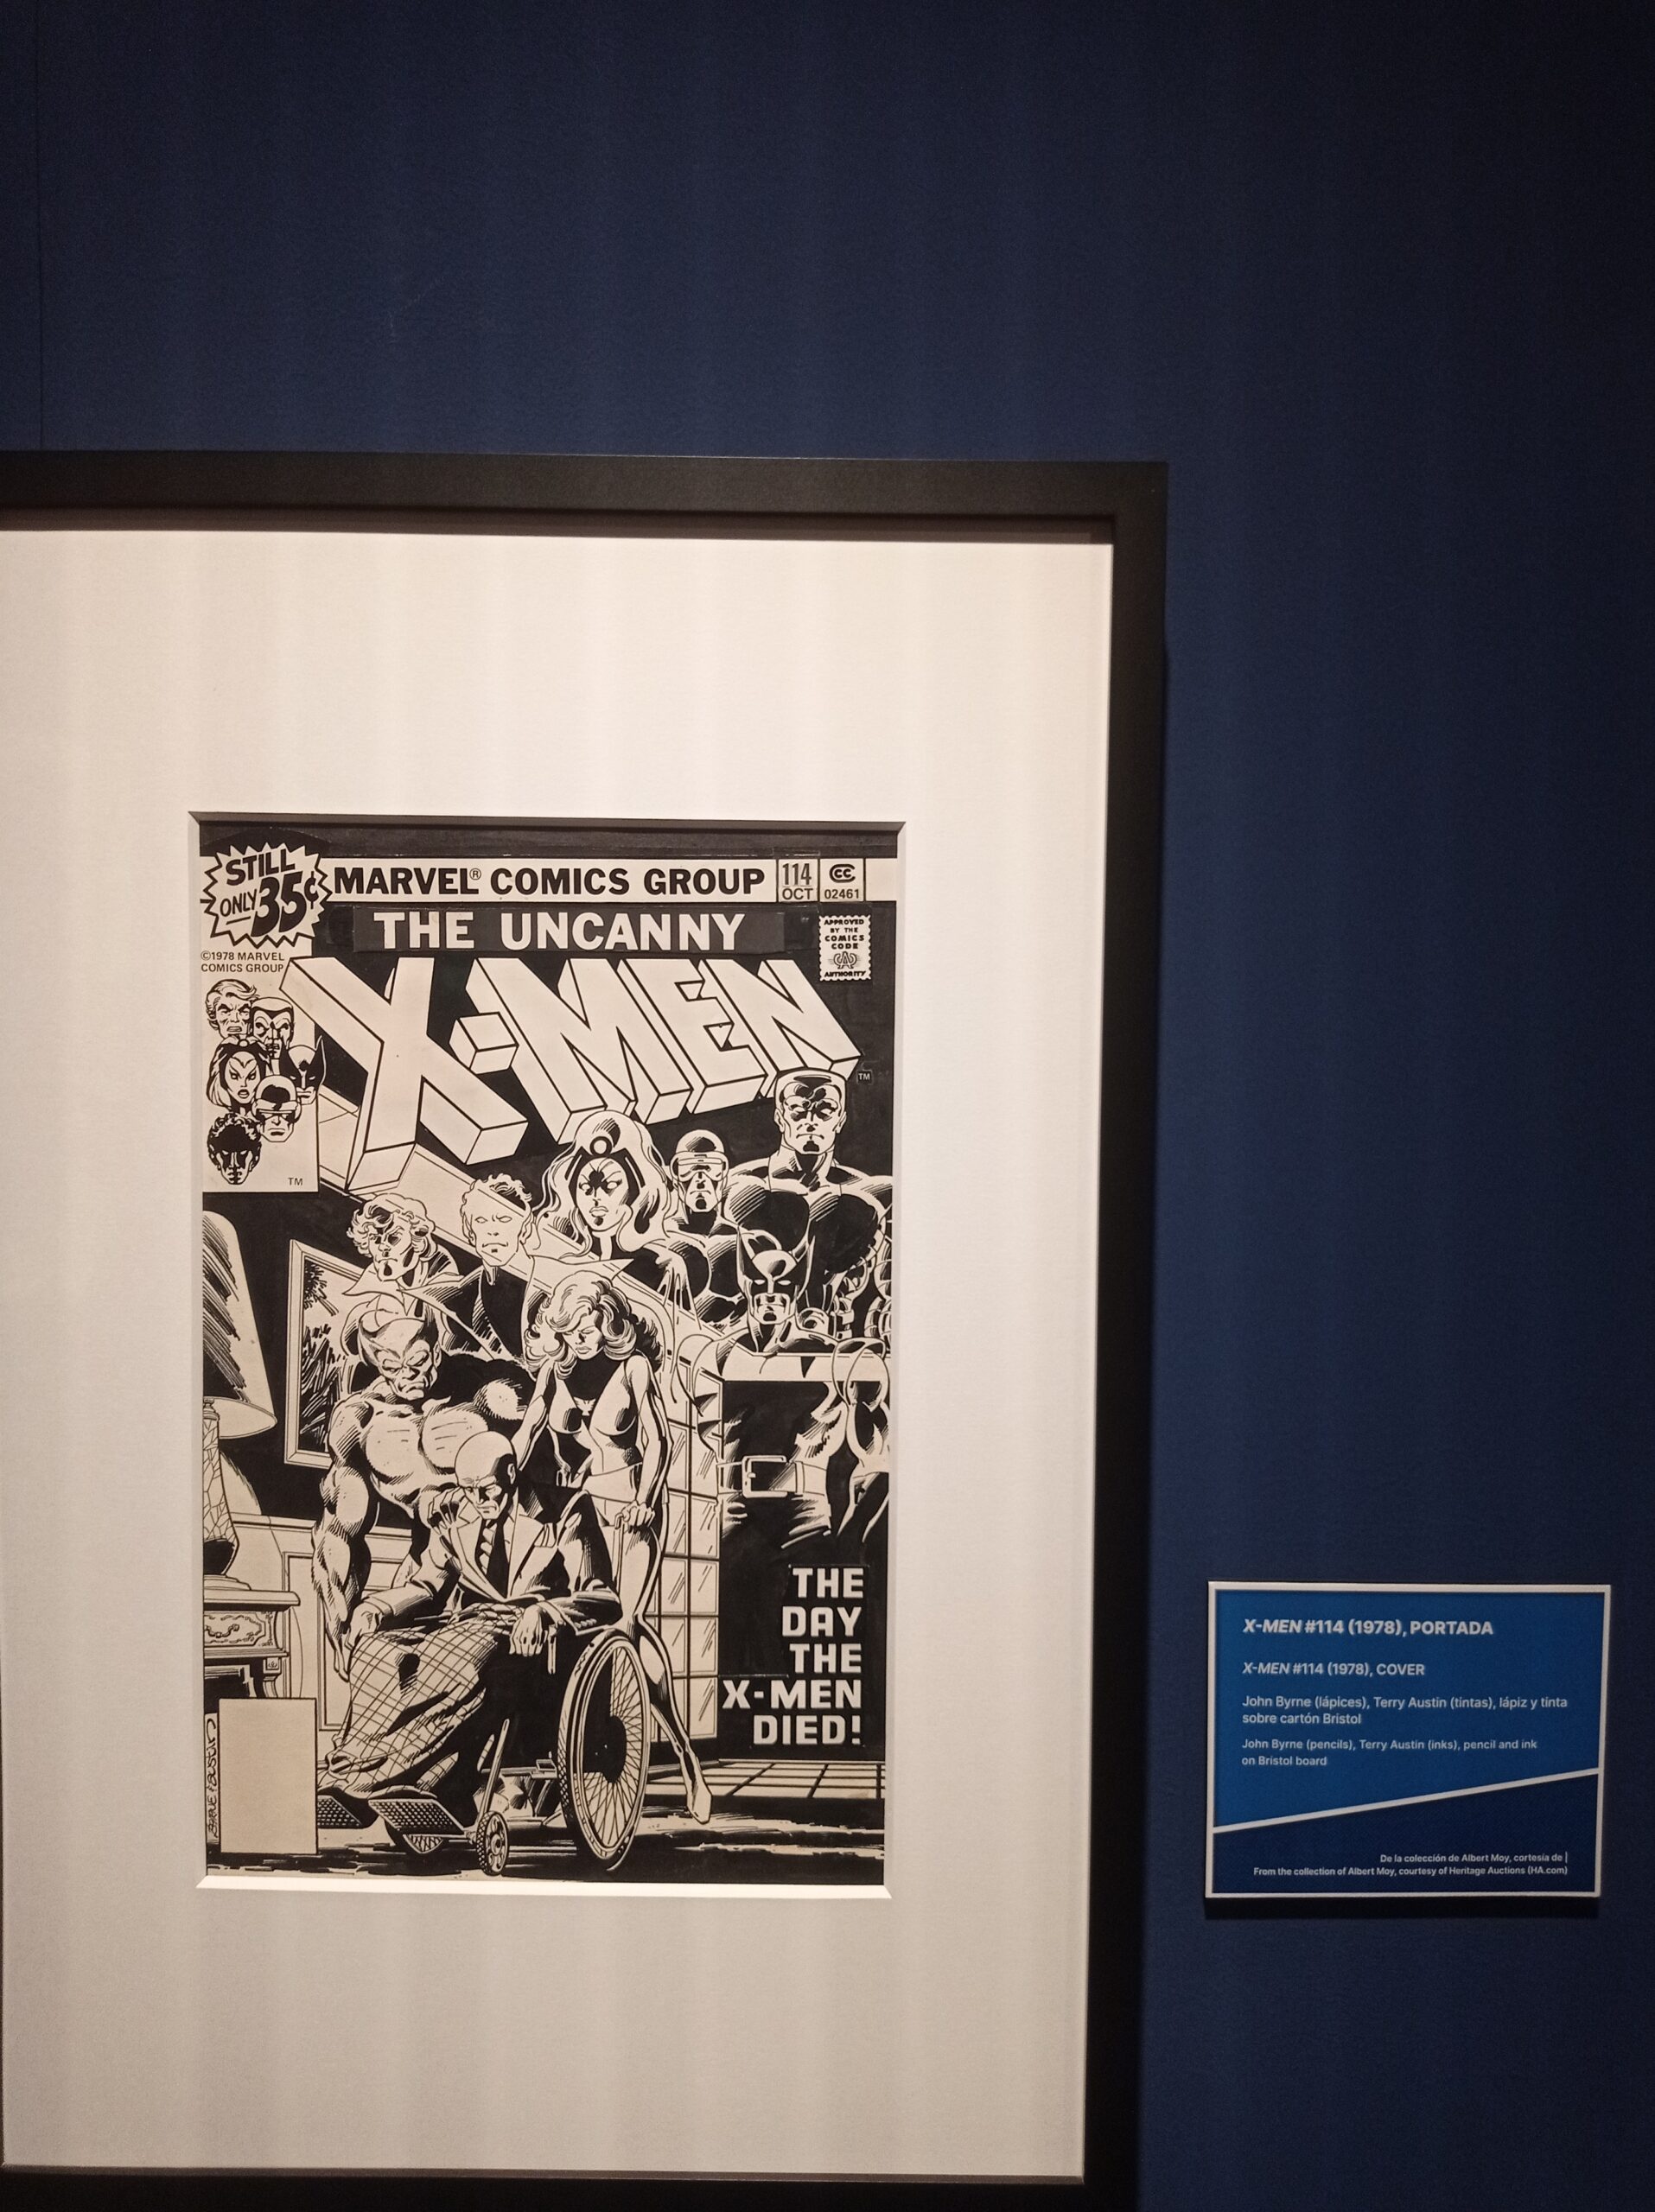 STILL
ONLY 35¢
MARVEL® COMICS GROUP
114
OCT
CC
02461
THE UNCANNY
APPROVED
BY THE
COMICS
CODE
AUTHORITY
©1978 MARVEL
COMICS GROUP
X-MEN
TM
TM
THE
DAY
THE
X-MEN
DIED!
BYRNE + AUSTIN
X-MEN #114 (1978), PORTADA
X-MEN #114 (1978), COVER
John Byrne (lápices), Terry Austin (tintas), lápiz y tinta
sobre cartón Bristol
John Byrne (pencils), Terry Austin (inks), pencil and ink
on Bristol board
De la colección de Albert Moy, cortesía de |
From the collection of Albert Moy, courtesy of Heritage Auctions (HA.com)